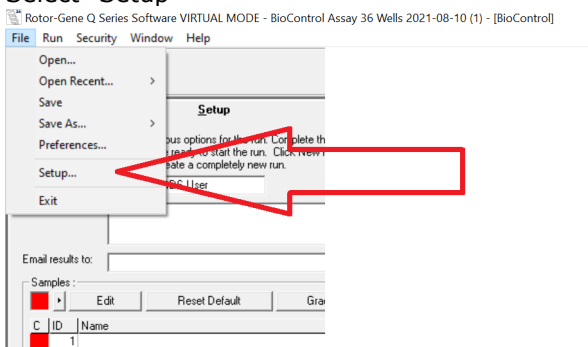 Select "Setup"
Rotor-Gene Q Series Software VIRTUAL MODE - BioControl Assay 36 Wells 2021-08-10 (1) - [BioControl]
File Run Security Window Help
Open...
Open Recent...
Save
Save As...
Preferences...
Setup...
Exit
Setup
ous options for the run. Complete th
ready to start the run. Click New
eate a completely new run.
User
Email results to:
Samples :
Edit Reset Default Gra
C ID Name
1